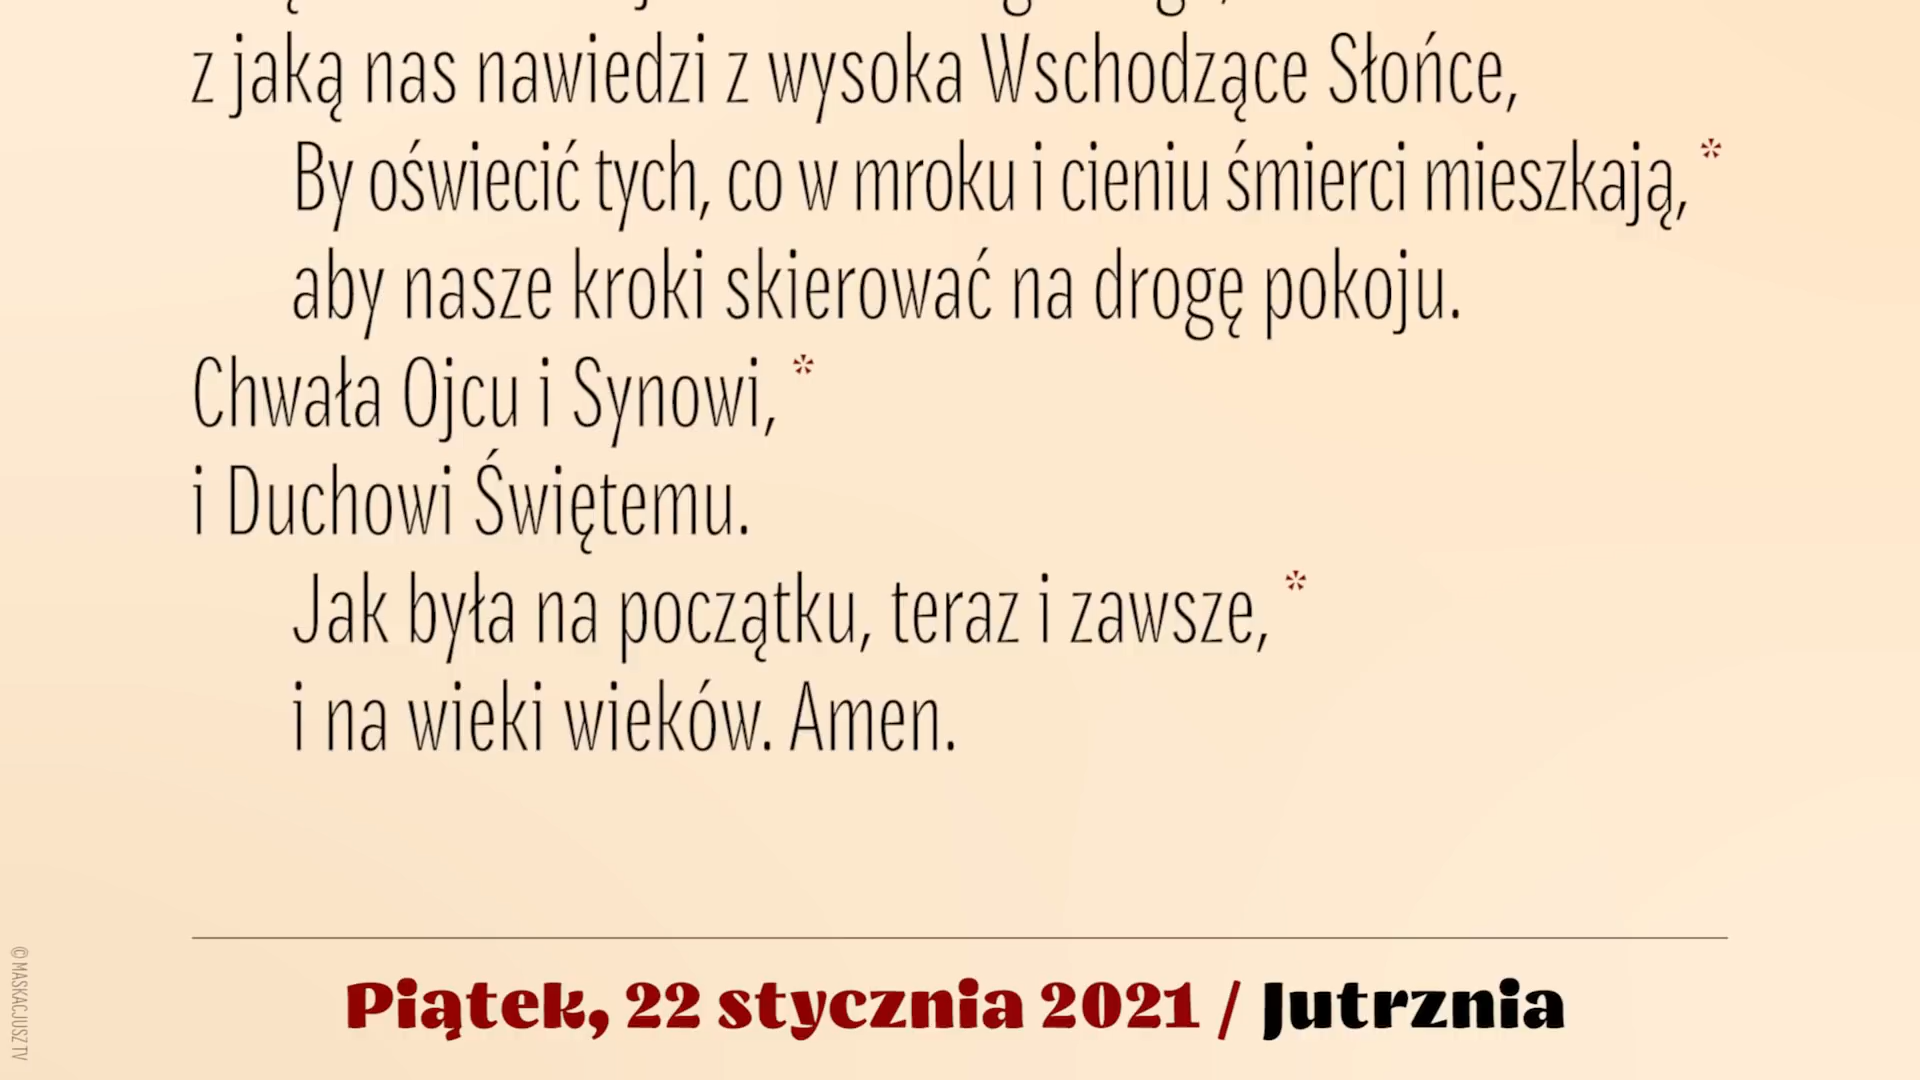 z jaką nas nawiedzi z wysoka Wschodzące Słońce,
By oświecić tych, co w mroku i cieniu śmierci mieszkają, *
aby nasze kroki skierować na drogę pokoju.
Chwała Ojcu i Synowi, *
i Duchowi Świętemu.
Jak była na początku, teraz i zawsze, *
i na wieki wieków. Amen.
Piątek, 22 stycznia 2021 / Jutrznia
© MASKACJUSZ TV